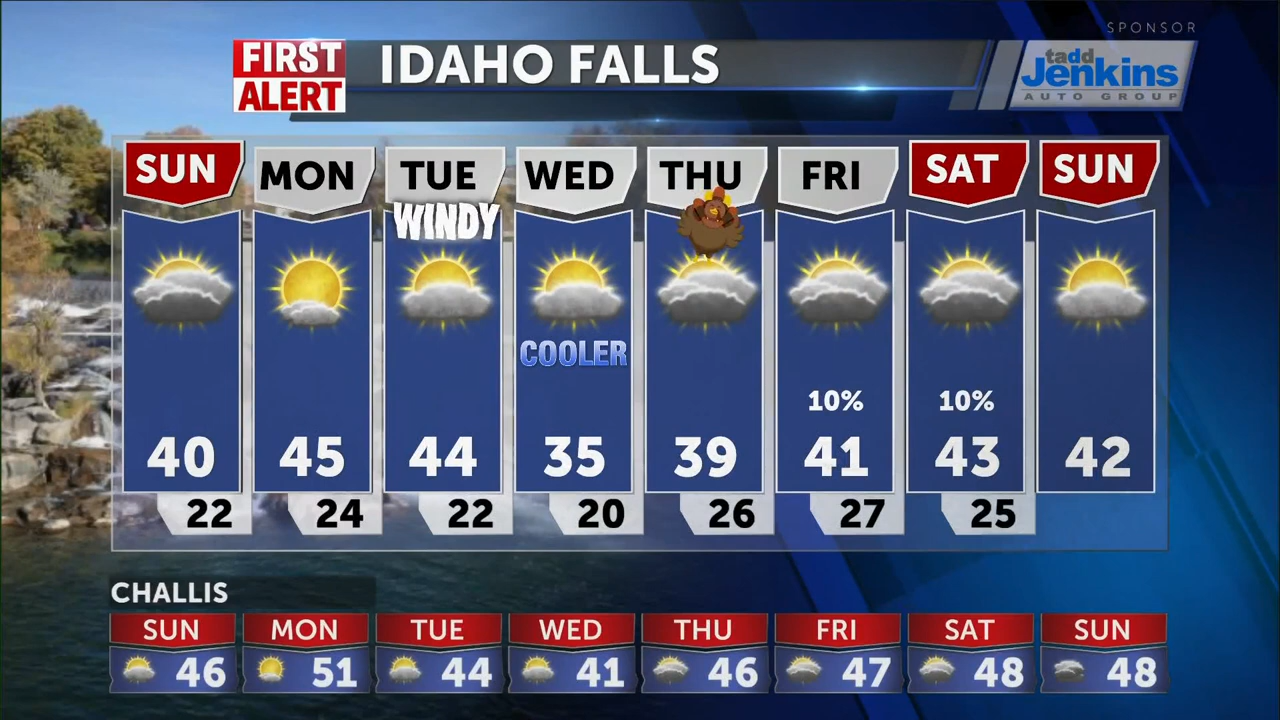 SPONSOR
FIRST ALERT
IDAHO FALLS
tadd Jenkins
AUTO GROUP
SUN MON TUE WED THU FRI SAT SUN
WINDY
COOLER
10% 10%
40 45 44 35 39 41 43 42
22 24 22 20 26 27 25
CHALLIS
SUN MON TUE WED THU FRI SAT SUN
46 51 44 41 46 47 48 48